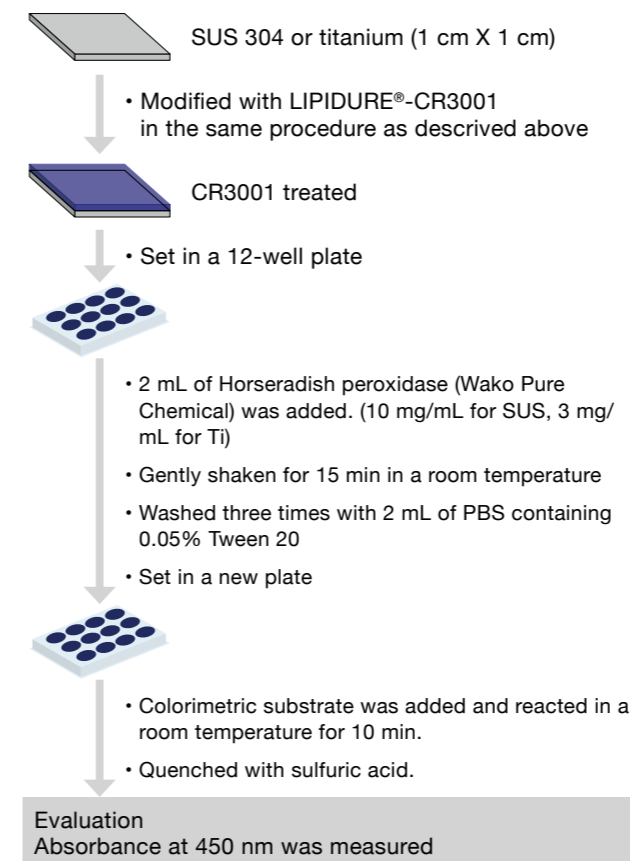 SUS 304 or titanium (1 cm X 1 cm)
・Modified with LIPIDURE®-CR3001
in the same procedure as descrived above
CR3001 treated
・Set in a 12-well plate
・2 mL of Horseradish peroxidase (Wako Pure
Chemical) was added. (10 mg/mL for SUS, 3 mg/
mL for Ti)
・Gently shaken for 15 min in a room temperature
・Washed three times with 2 mL of PBS containing
0.05% Tween 20
・Set in a new plate
・Colorimetric substrate was added and reacted in a
room temperature for 10 min.
・Quenched with sulfuric acid.
Evaluation
Absorbance at 450 nm was measured